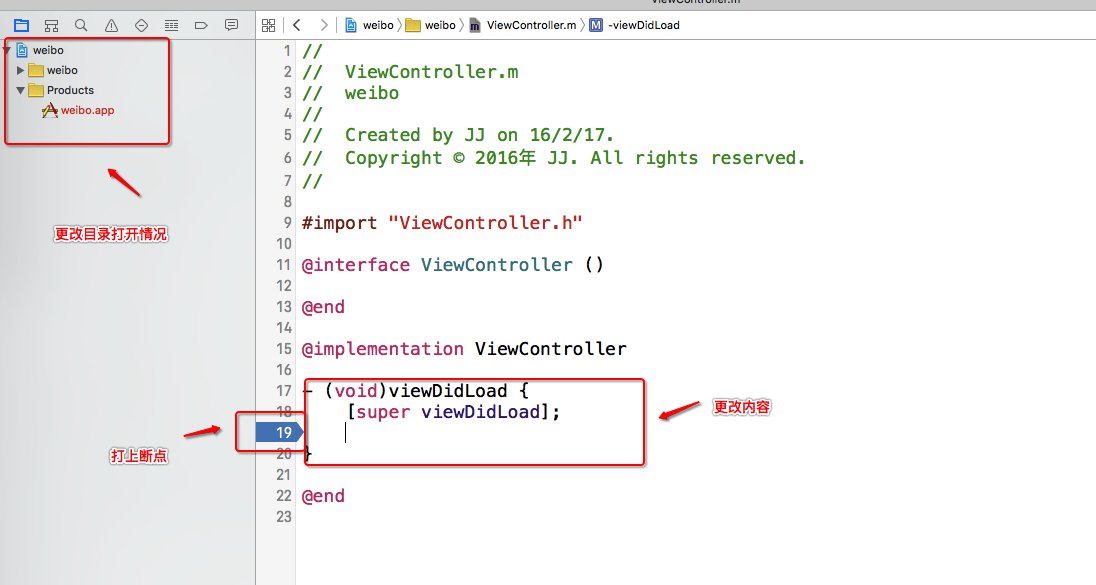 ViewController.m
weibo
weibo
ViewController.m
M
-viewDidLoad
weibo
weibo
Products
weibo.app
更改目录打开情况
打上断点
更改内容
1 //
2 //  ViewController.m
3 //  weibo
4 //
5 //  Created by JJ on 16/2/17.
6 //  Copyright © 2016年 JJ. All rights reserved.
7 //
8
9 #import "ViewController.h"
10
11 @interface ViewController ()
12
13 @end
14
15 @implementation ViewController
16
17 - (void)viewDidLoad {
18     [super viewDidLoad];
19
20 }
21
22 @end
23